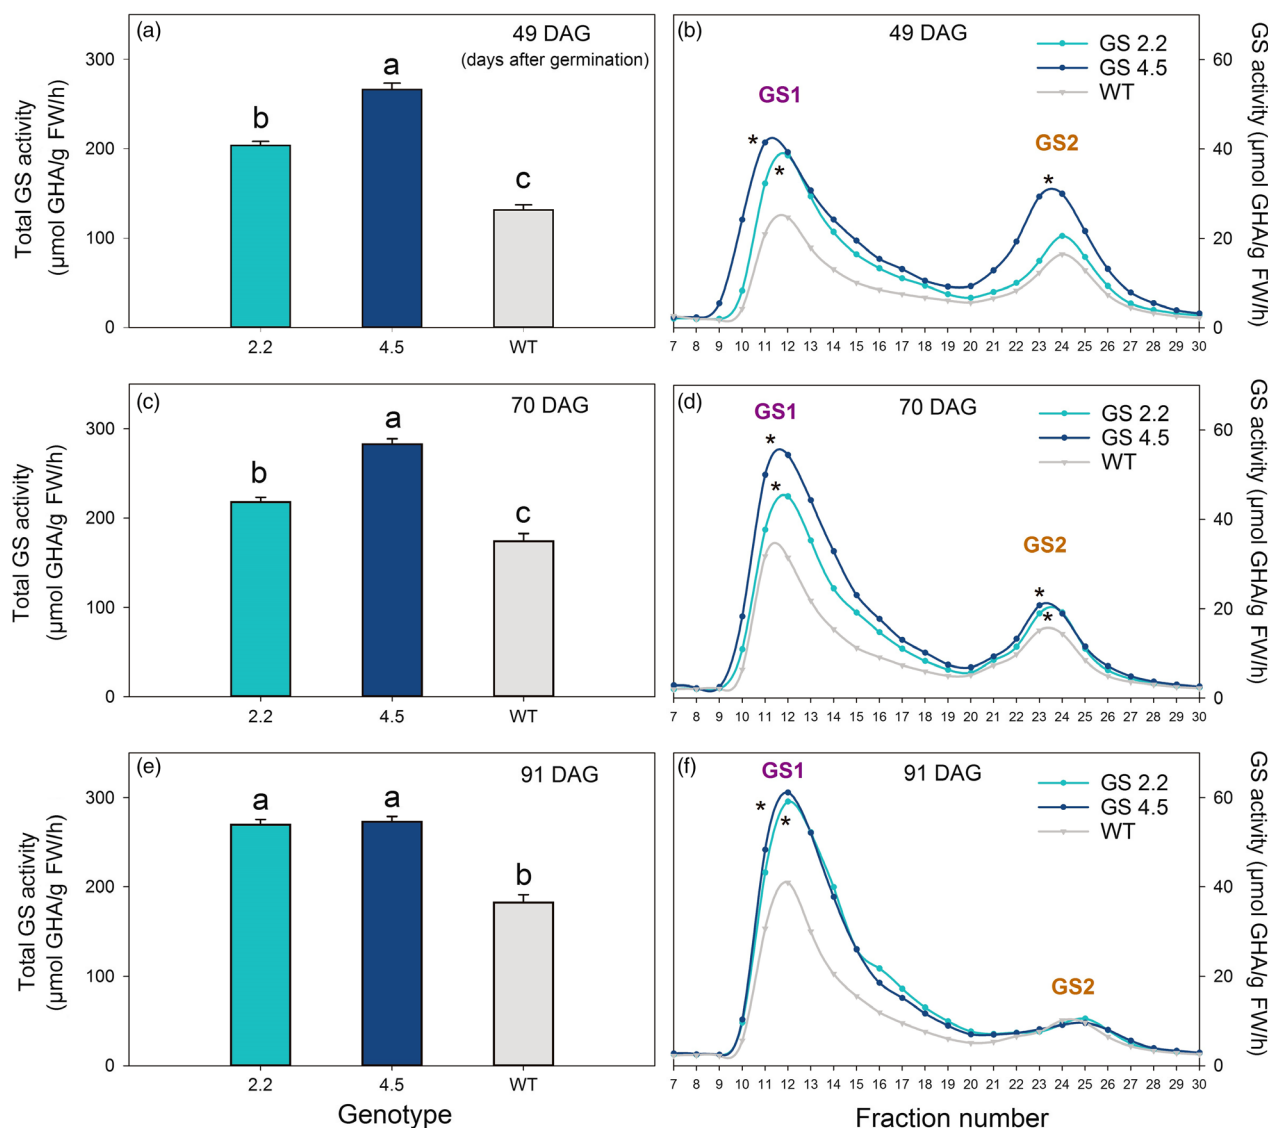 (a)
49 DAG
(days after germination)
Total GS activity
(µmol GHA/g FW/h)
300
200
100
0
b
a
c
2.2
4.5
WT
(b)
49 DAG
GS 2.2
GS 4.5
WT
GS1
GS2
*
*
*
60
40
20
0
GS activity (µmol GHA/g FW/h)
7 8 9 10 11 12 13 14 15 16 17 18 19 20 21 22 23 24 25 26 27 28 29 30
(c)
70 DAG
Total GS activity
(µmol GHA/g FW/h)
300
200
100
0
b
a
c
2.2
4.5
WT
(d)
70 DAG
GS 2.2
GS 4.5
WT
GS1
GS2
*
*
*
*
60
40
20
0
GS activity (µmol GHA/g FW/h)
7 8 9 10 11 12 13 14 15 16 17 18 19 20 21 22 23 24 25 26 27 28 29 30
(e)
91 DAG
Total GS activity
(µmol GHA/g FW/h)
300
200
100
0
a
a
b
2.2
4.5
WT
Genotype
(f)
91 DAG
GS 2.2
GS 4.5
WT
GS1
GS2
*
*
60
40
20
0
GS activity (µmol GHA/g FW/h)
7 8 9 10 11 12 13 14 15 16 17 18 19 20 21 22 23 24 25 26 27 28 29 30
Fraction number